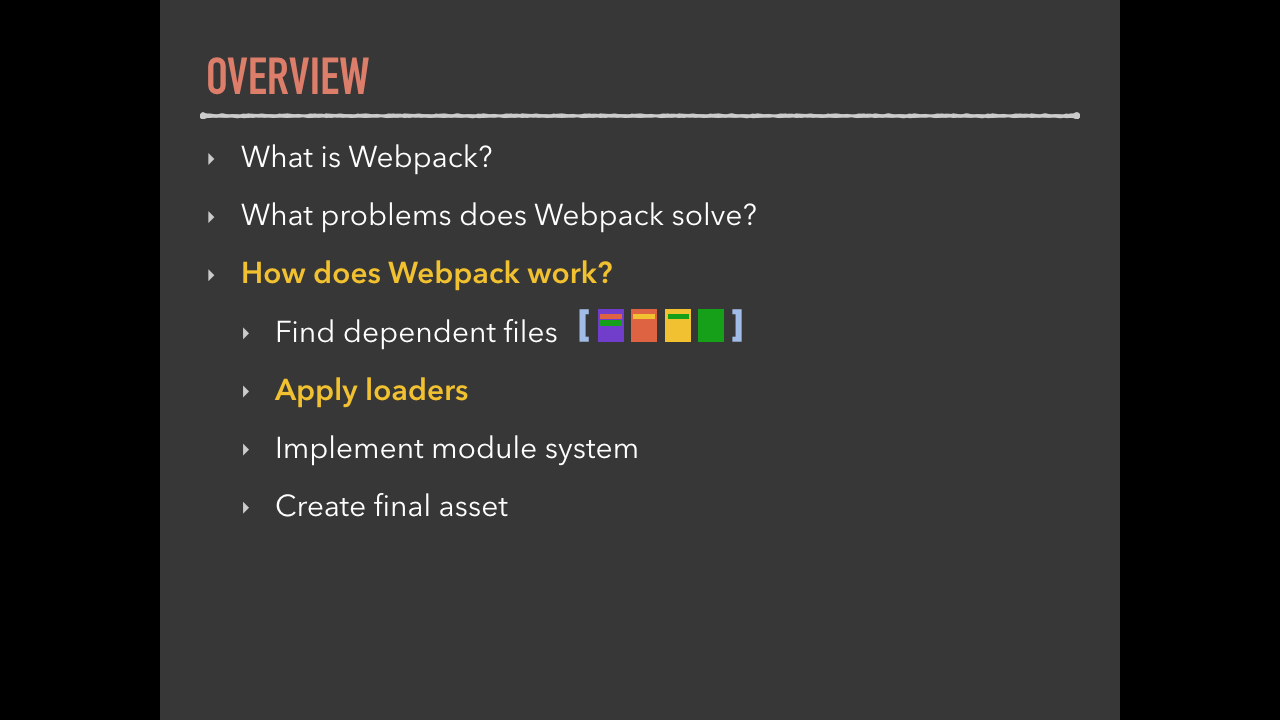 OVERVIEW
What is Webpack?
What problems does Webpack solve?
How does Webpack work?
Find dependent files [ ]
Apply loaders
Implement module system
Create final asset